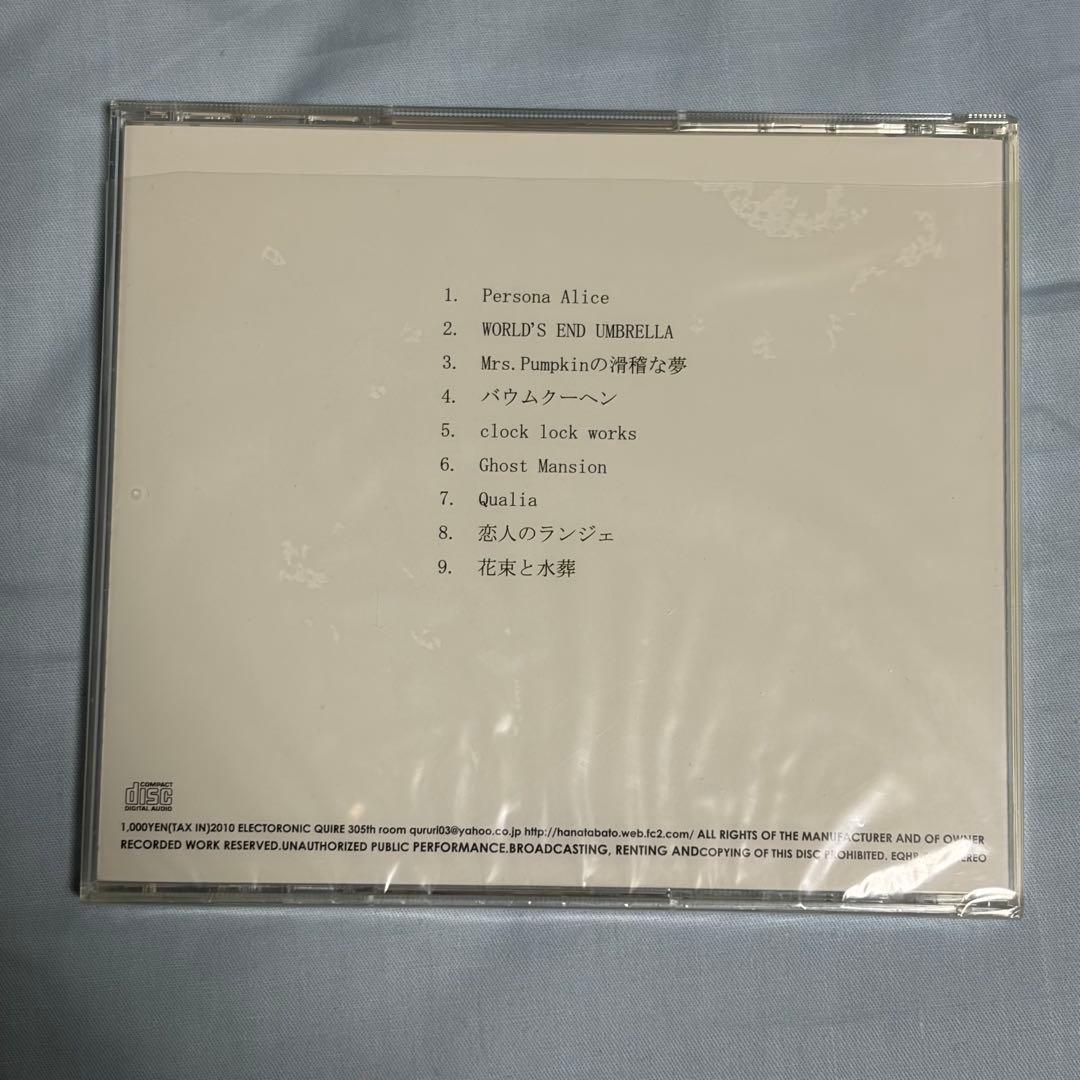 1. Persona Alice
2. WORLD'S END UMBRELLA
3. Mrs.Pumpkinの滑稽な夢
4. バウムクーヘン
5. clock lock works
6. Ghost Mansion
7. Qualia
8. 恋人のランジェ
9. 花束と水葬
COMPACT
disc
DIGITAL AUDIO
1,000YEN(TAX IN)2010 ELECTORONIC QUIRE 305th room qururi03@yahoo.co.jp http://hanatabato.web.fc2.com/ ALL RIGHTS OF THE MANUFACTURER AND OF OWNER
RECORDED WORK RESERVED.UNAUTHORIZED PUBLIC PERFORMANCE.BROADCASTING, RENTING ANDCOPYING OF THIS DISC PROHIBITED.